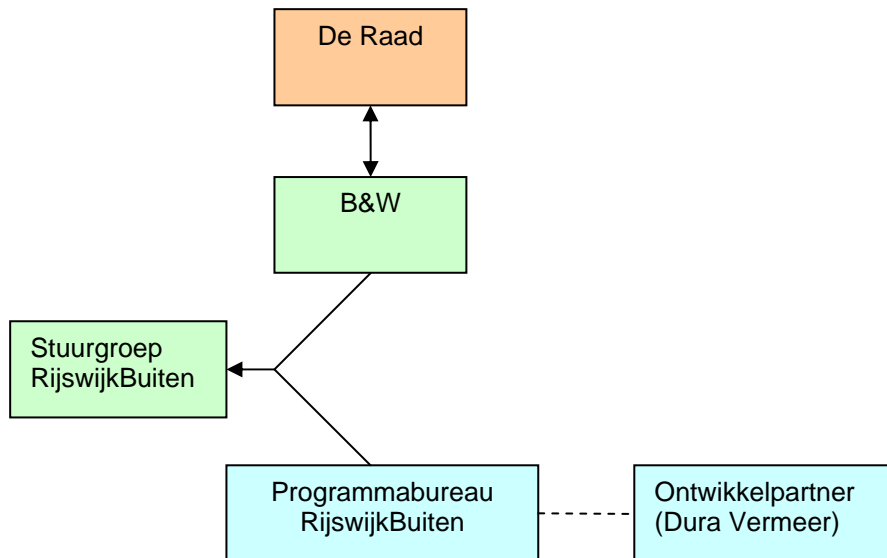 De Raad
B&W
Stuurgroep
RijswijkBuiten
Programmabureau
RijswijkBuiten
Ontwikkelpartner
(Dura Vermeer)